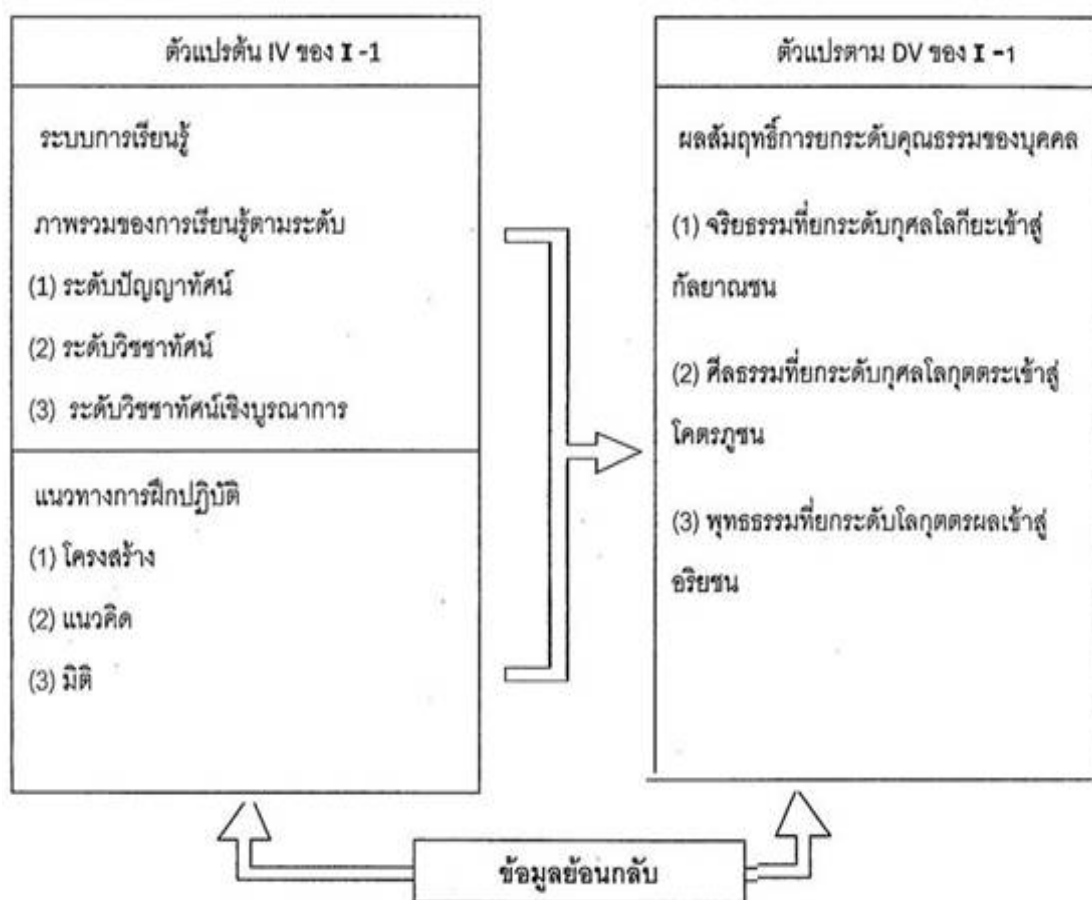 ตัวแปรต้น IV ของ I -1
ระบบการเรียนรู้
ภาพรวมของการเรียนรู้ตามระดับ
(1) ระดับปัญญาทัศน์
(2) ระดับวิชชาทัศน์
(3) ระดับวิชชาทัศน์เชิงบูรณาการ
แนวทางการฝึกปฏิบัติ
(1) โครงสร้าง
(2) แนวคิด
(3) มิติ
ตัวแปรตาม DV ของ I -1
ผลสัมฤทธิ์การยกระดับคุณธรรมของบุคคล
(1) จริยธรรมที่ยกระดับกุศลโลกียะเข้าสู่
กัลยาณชน
(2) ศีลธรรมที่ยกระดับกุศลโลกุตตระเข้าสู่
โคตรภูชน
(3) พุทธธรรมที่ยกระดับโลกุตตรผลเข้าสู่
อริยชน
ข้อมูลย้อนกลับ